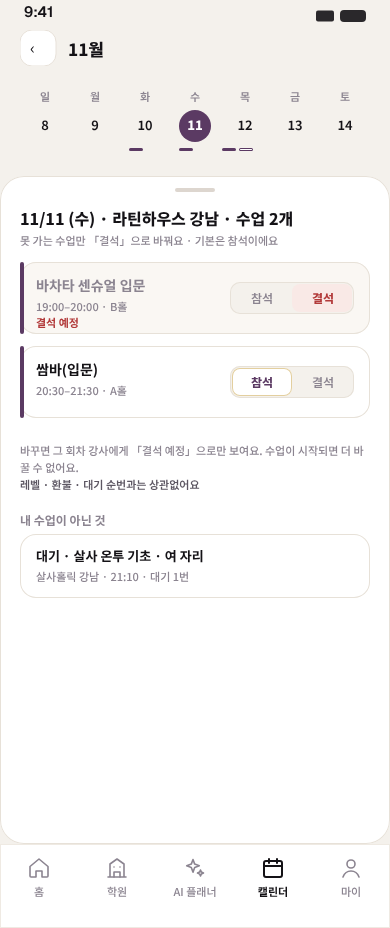 9:41
‹ 11월
일 월 화 수 목 금 토
8 9 10 11 12 13 14
11/11 (수) · 라틴하우스 강남 · 수업 2개
못 가는 수업만 「결석」으로 바꿔요 · 기본은 참석이에요
바차타 센슈얼 입문
19:00–20:00 · B홀
결석 예정
참석 결석
쌈바(입문)
20:30–21:30 · A홀
참석 결석
바꾸면 그 회차 강사에게 「결석 예정」으로만 보여요. 수업이 시작되면 더 바
꿀 수 없어요.
레벨 · 환불 · 대기 순번과는 상관없어요
내 수업이 아닌 것
대기 · 살사 온투 기초 · 여 자리
살사홀릭 강남 · 21:10 · 대기 1번
홈 학원 AI 플래너 캘린더 마이